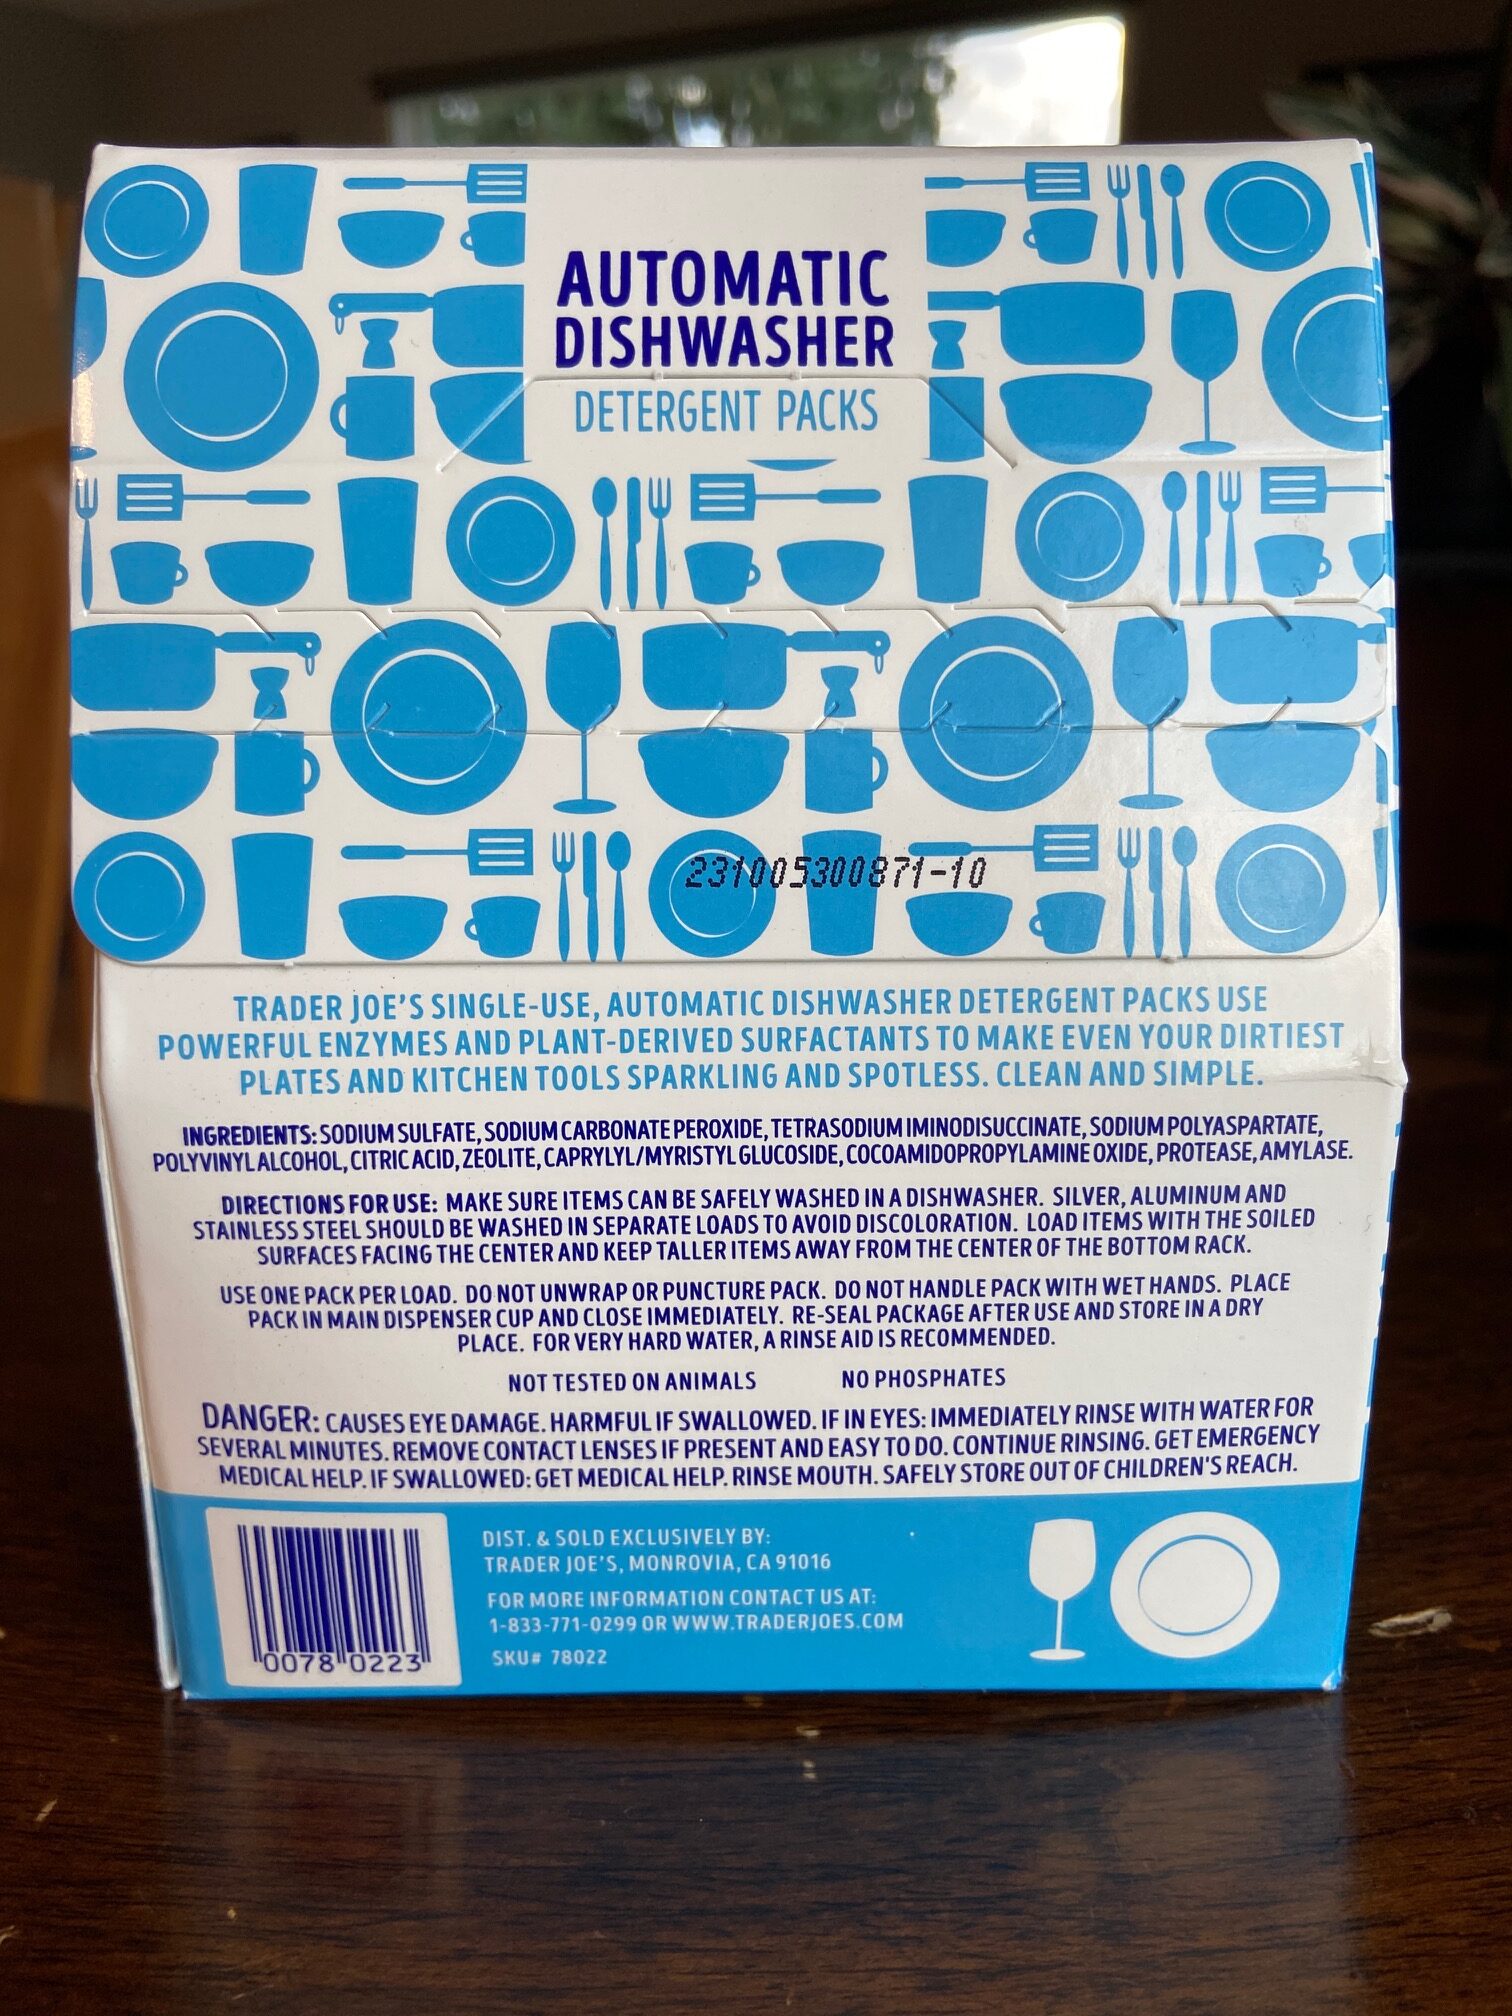 AUTOMATIC
DISHWASHER
DETERGENT PACKS
231005300871-10
TRADER JOE'S SINGLE-USE, AUTOMATIC DISHWASHER DETERGENT PACKS USE
POWERFUL ENZYMES AND PLANT-DERIVED SURFACTANTS TO MAKE EVEN YOUR DIRTIEST
PLATES AND KITCHEN TOOLS SPARKLING AND SPOTLESS. CLEAN AND SIMPLE.
INGREDIENTS: SODIUM SULFATE, SODIUM CARBONATE PEROXIDE, TETRASODIUM IMINODISUCCINATE, SODIUM POLYASPARTATE,
POLYVINYL ALCOHOL, CITRIC ACID, ZEOLITE, CAPRYLYL/MYRISTYL GLUCOSIDE, COCOAMIDOPROPYLAMINE OXIDE, PROTEASE, AMYLASE.
DIRECTIONS FOR USE: MAKE SURE ITEMS CAN BE SAFELY WASHED IN A DISHWASHER. SILVER, ALUMINUM AND
STAINLESS STEEL SHOULD BE WASHED IN SEPARATE LOADS TO AVOID DISCOLORATION. LOAD ITEMS WITH THE SOILED
SURFACES FACING THE CENTER AND KEEP TALLER ITEMS AWAY FROM THE CENTER OF THE BOTTOM RACK.
USE ONE PACK PER LOAD. DO NOT UNWRAP OR PUNCTURE PACK. DO NOT HANDLE PACK WITH WET HANDS. PLACE
PACK IN MAIN DISPENSER CUP AND CLOSE IMMEDIATELY. RE-SEAL PACKAGE AFTER USE AND STORE IN A DRY
PLACE. FOR VERY HARD WATER, A RINSE AID IS RECOMMENDED.
NOT TESTED ON ANIMALS NO PHOSPHATES
DANGER: CAUSES EYE DAMAGE. HARMFUL IF SWALLOWED. IF IN EYES: IMMEDIATELY RINSE WITH WATER FOR
SEVERAL MINUTES. REMOVE CONTACT LENSES IF PRESENT AND EASY TO DO. CONTINUE RINSING. GET EMERGENCY
MEDICAL HELP. IF SWALLOWED: GET MEDICAL HELP. RINSE MOUTH. SAFELY STORE OUT OF CHILDREN'S REACH.
DIST. & SOLD EXCLUSIVELY BY:
TRADER JOE'S, MONROVIA, CA 91016
FOR MORE INFORMATION CONTACT US AT:
1-833-771-0299 OR WWW.TRADERJOES.COM
SKU# 78022
0078 0223